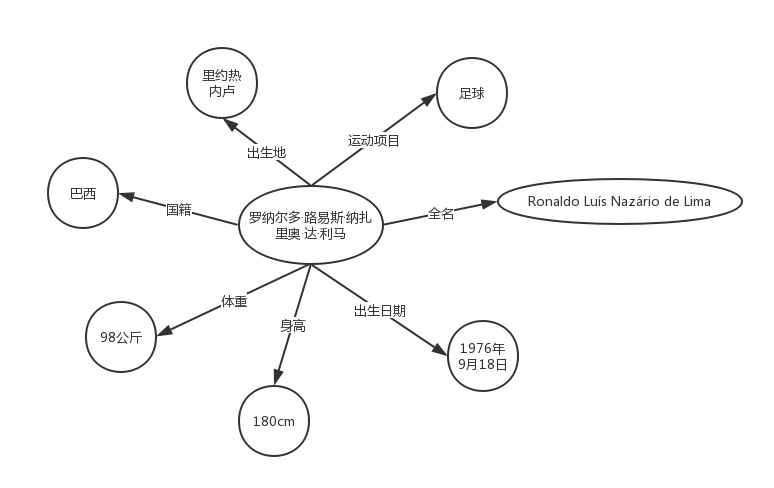 里约热
内卢
足球
出生地
运动项目
巴西
国籍
罗纳尔多·路易斯·纳扎
里奥·达·利马
全名
Ronaldo Luís Nazário de Lima
体重
身高
出生日期
98公斤
1976年
9月18日
180cm